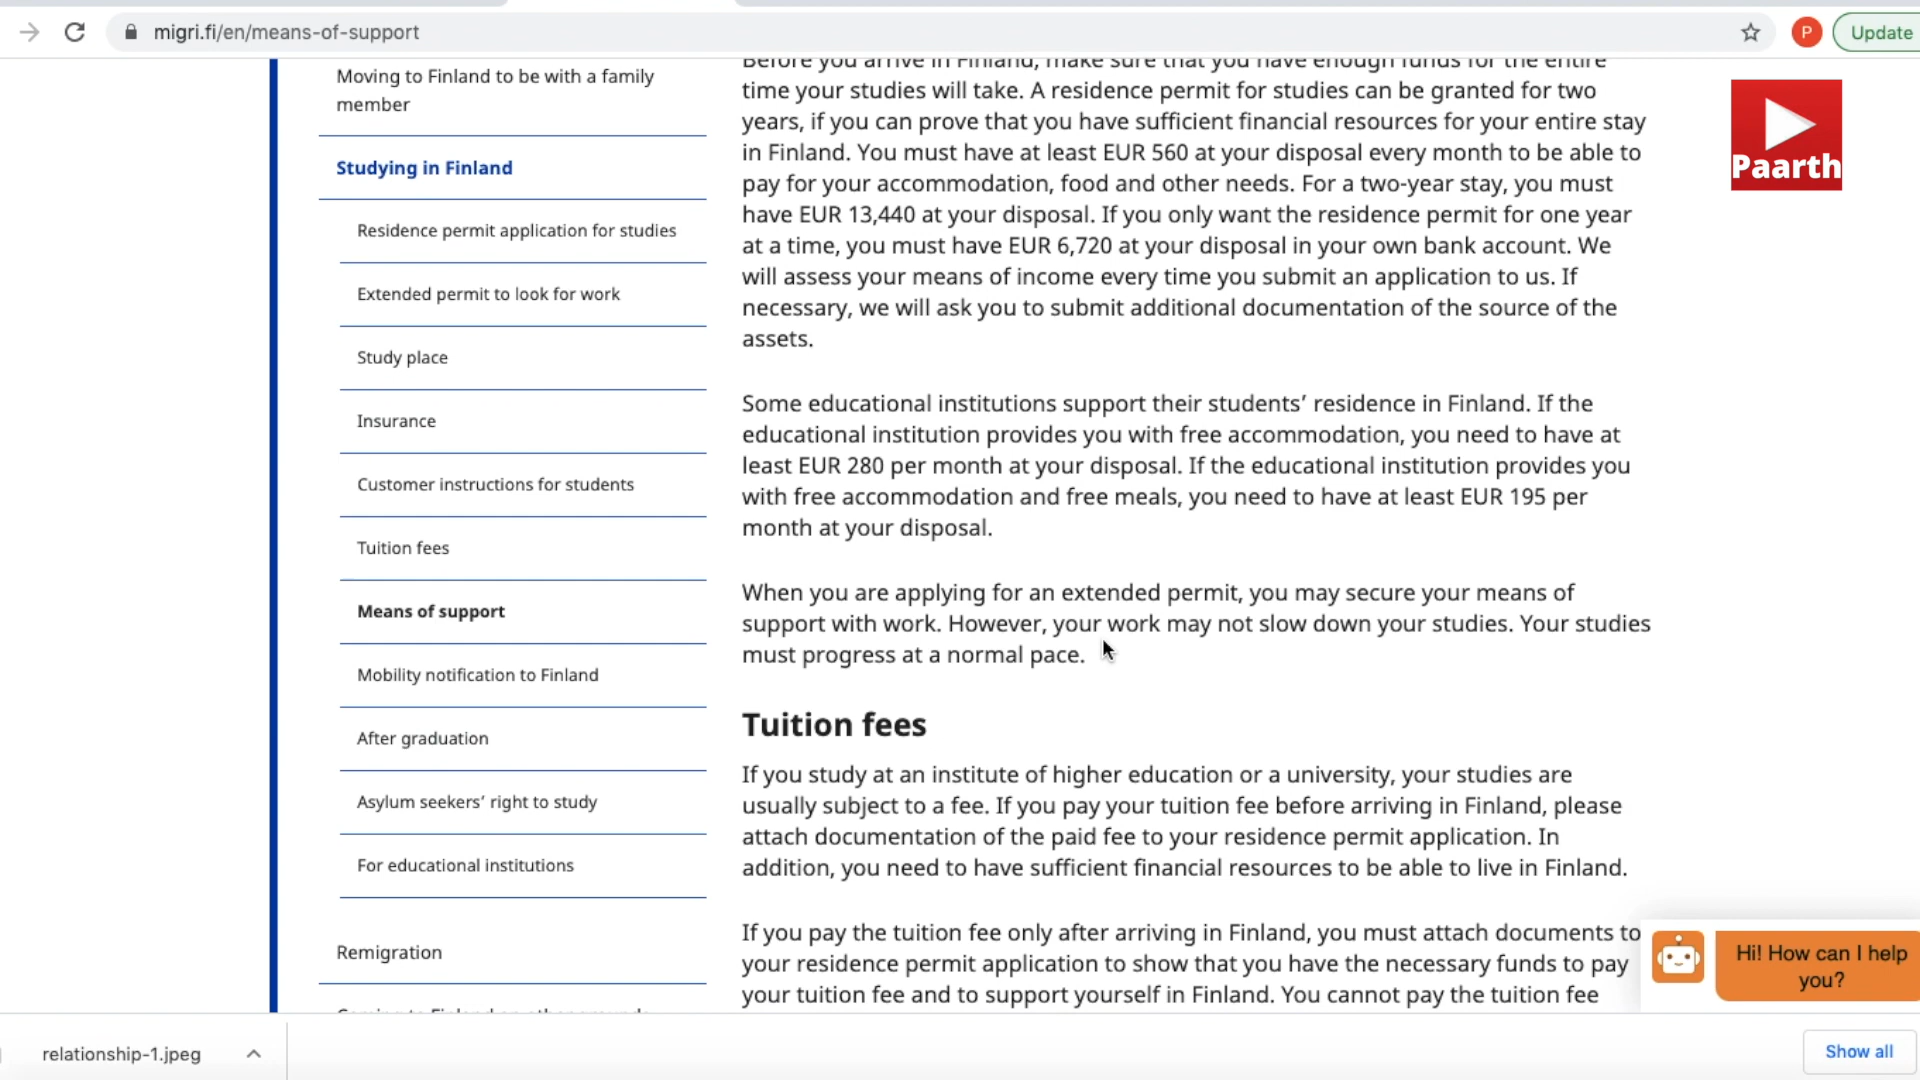 migri.fi/en/means-of-support
P
Update
Paarth
Moving to Finland to be with a family
member
Studying in Finland
Residence permit application for studies
Extended permit to look for work
Study place
Insurance
Customer instructions for students
Tuition fees
Means of support
Mobility notification to Finland
After graduation
Asylum seekers’ right to study
For educational institutions
Remigration
Before you arrive in Finland, make sure that you have enough funds for the entire
time your studies will take. A residence permit for studies can be granted for two
years, if you can prove that you have sufficient financial resources for your entire stay
in Finland. You must have at least EUR 560 at your disposal every month to be able to
pay for your accommodation, food and other needs. For a two-year stay, you must
have EUR 13,440 at your disposal. If you only want the residence permit for one year
at a time, you must have EUR 6,720 at your disposal in your own bank account. We
will assess your means of income every time you submit an application to us. If
necessary, we will ask you to submit additional documentation of the source of the
assets.
Some educational institutions support their students’ residence in Finland. If the
educational institution provides you with free accommodation, you need to have at
least EUR 280 per month at your disposal. If the educational institution provides you
with free accommodation and free meals, you need to have at least EUR 195 per
month at your disposal.
When you are applying for an extended permit, you may secure your means of
support with work. However, your work may not slow down your studies. Your studies
must progress at a normal pace.
Tuition fees
If you study at an institute of higher education or a university, your studies are
usually subject to a fee. If you pay your tuition fee before arriving in Finland, please
attach documentation of the paid fee to your residence permit application. In
addition, you need to have sufficient financial resources to be able to live in Finland.
If you pay the tuition fee only after arriving in Finland, you must attach documents to
your residence permit application to show that you have the necessary funds to pay
your tuition fee and to support yourself in Finland. You cannot pay the tuition fee
Hi! How can I help
you?
relationship-1.jpeg
Show all